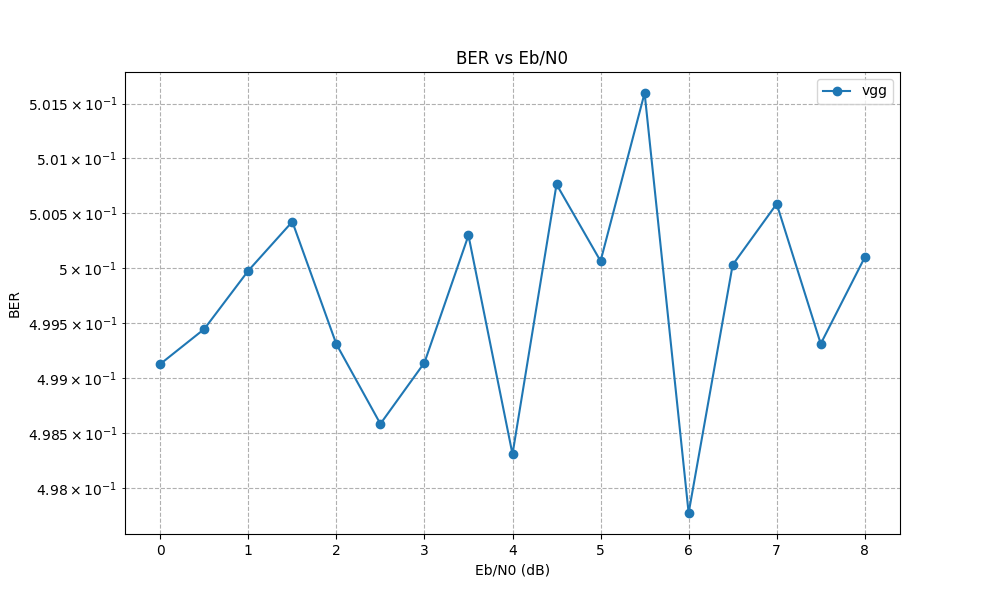 BER vs Eb/N0
vgg
BER
5.015 × 10⁻¹
5.01 × 10⁻¹
5.005 × 10⁻¹
5 × 10⁻¹
4.995 × 10⁻¹
4.99 × 10⁻¹
4.985 × 10⁻¹
4.98 × 10⁻¹
0 1 2 3 4 5 6 7 8
Eb/N0 (dB)